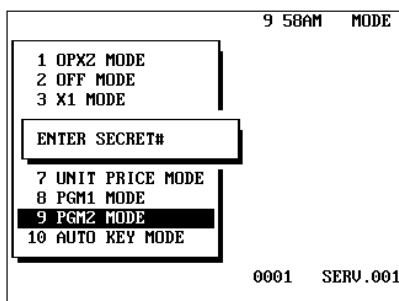 9 58AM MODE
1 OPXZ MODE
2 OFF MODE
3 X1 MODE
ENTER SECRET#
7 UNIT PRICE MODE
8 PGM1 MODE
9 PGM2 MODE
10 AUTO KEY MODE
0001 SERV.001